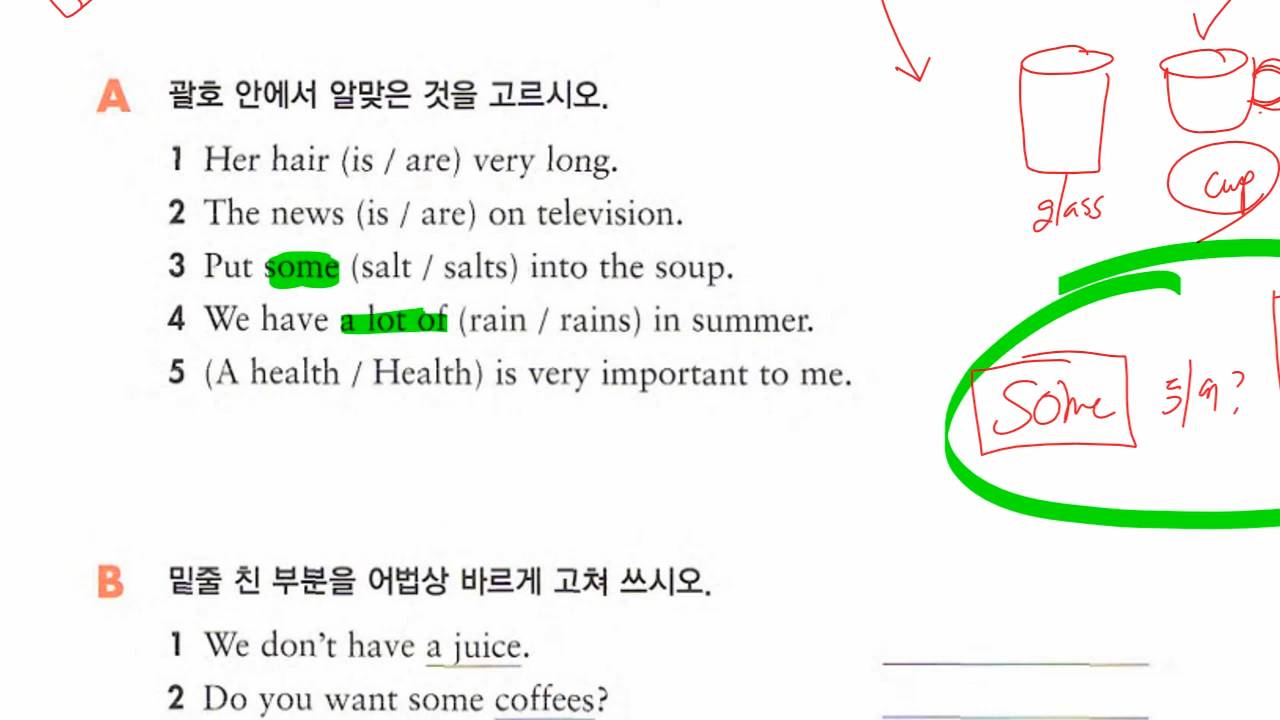 A 괄호 안에서 알맞은 것을 고르시오.
1 Her hair (is / are) very long.
2 The news (is / are) on television.
3 Put some (salt / salts) into the soup.
4 We have a lot of (rain / rains) in summer.
5 (A health / Health) is very important to me.
glass
cup
Some
B 밑줄 친 부분을 어법상 바르게 고쳐 쓰시오.
1 We don't have a juice.
2 Do you want some coffees?